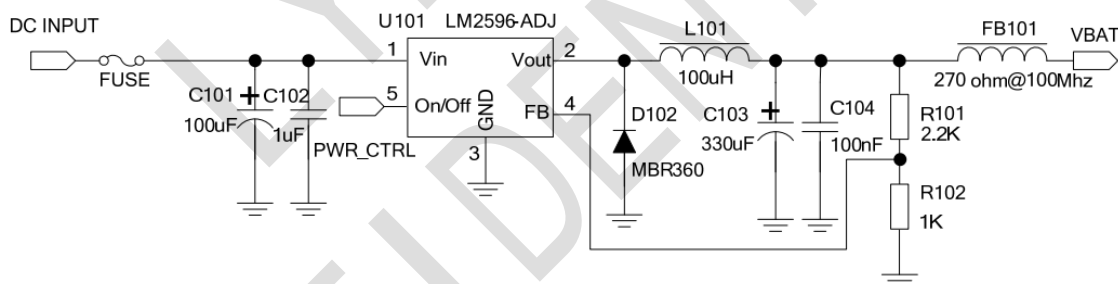 U101 LM2596-ADJ
DC INPUT
FUSE
1
Vin
Vout
2
L101
100uH
FB101
270 ohm@100Mhz
VBAT
C101
+
100uF
C102
1uF
5
On/Off
GND
FB
4
PWR_CTRL
3
D102
MBR360
C103
+
330uF
C104
100nF
R101
2.2K
R102
1K